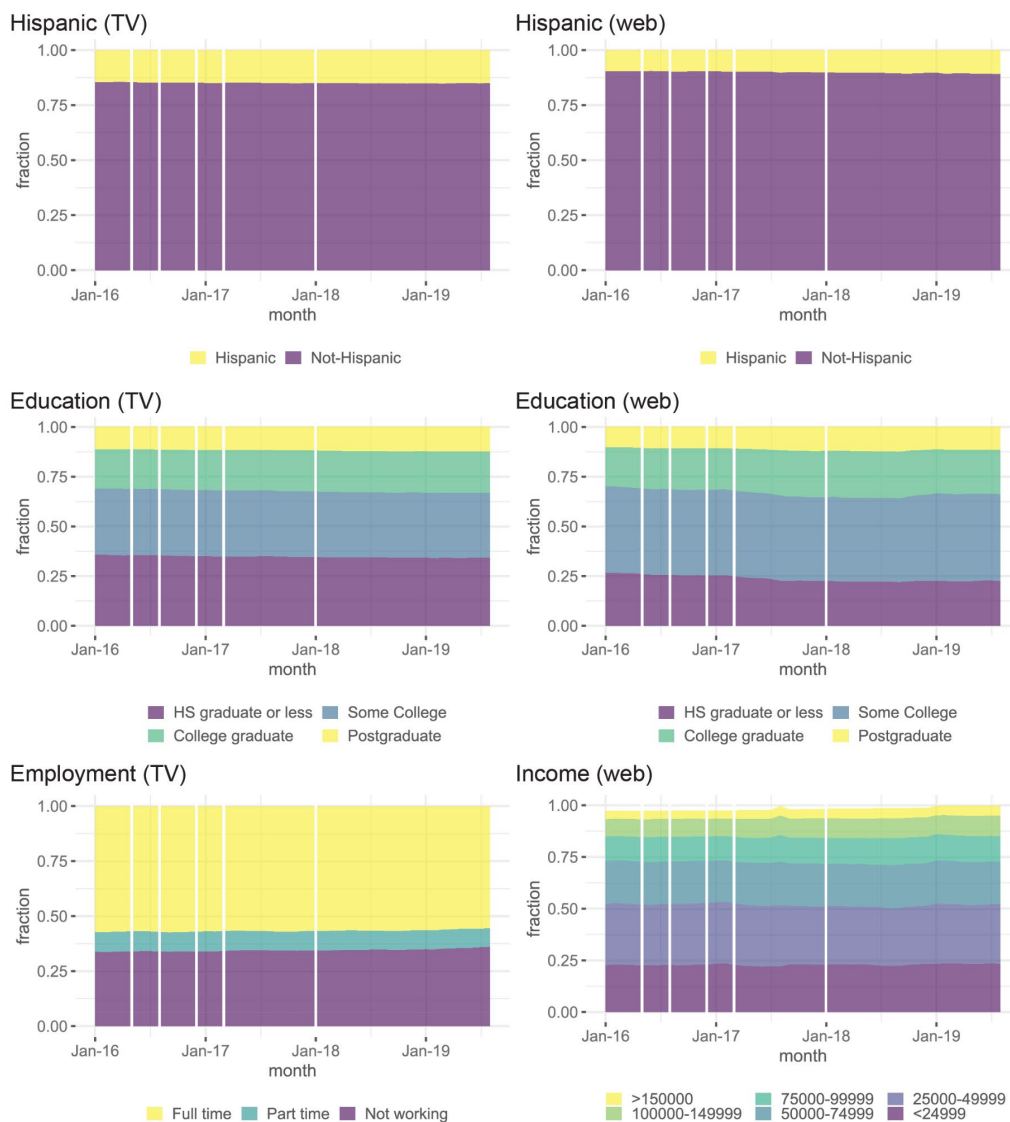 Hispanic (TV)
1.00
0.75
0.50
0.25
0.00
fraction
Jan-16 Jan-17 Jan-18 Jan-19
month
Hispanic Not-Hispanic
Hispanic (web)
1.00
0.75
0.50
0.25
0.00
fraction
Jan-16 Jan-17 Jan-18 Jan-19
month
Hispanic Not-Hispanic
Education (TV)
1.00
0.75
0.50
0.25
0.00
fraction
Jan-16 Jan-17 Jan-18 Jan-19
month
HS graduate or less Some College
College graduate Postgraduate
Education (web)
1.00
0.75
0.50
0.25
0.00
fraction
Jan-16 Jan-17 Jan-18 Jan-19
month
HS graduate or less Some College
College graduate Postgraduate
Employment (TV)
1.00
0.75
0.50
0.25
0.00
fraction
Jan-16 Jan-17 Jan-18 Jan-19
month
Full time Part time Not working
Income (web)
1.00
0.75
0.50
0.25
0.00
fraction
Jan-16 Jan-17 Jan-18 Jan-19
month
>150000 75000-99999 25000-49999
100000-149999 50000-74999 <24999